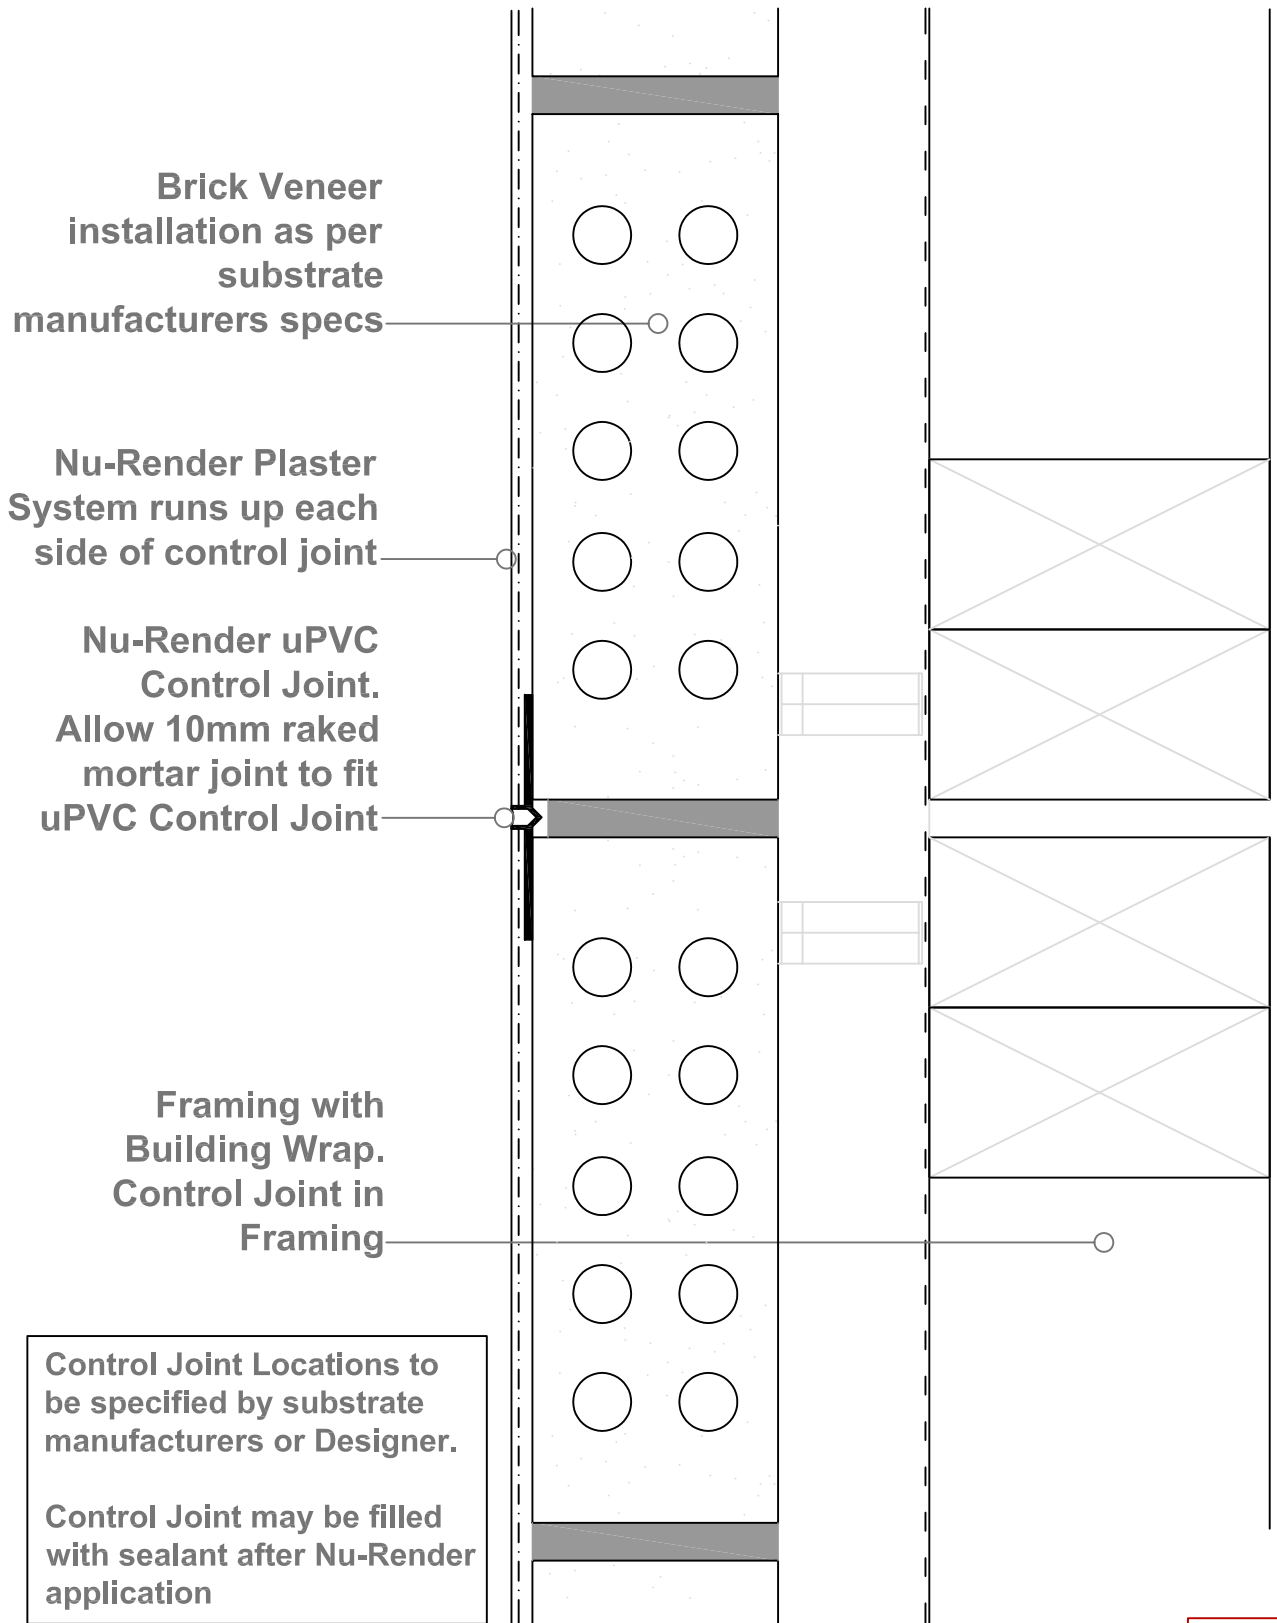 Brick Veneer
installation as per
substrate
manufacturers specs
Nu-Render Plaster
System runs up each
side of control joint
Nu-Render uPVC
Control Joint.
Allow 10mm raked
mortar joint to fit
uPVC Control Joint
Framing with
Building Wrap.
Control Joint in
Framing
Control Joint Locations to
be specified by substrate
manufacturers or Designer.
Control Joint may be filled
with sealant after Nu-Render
application